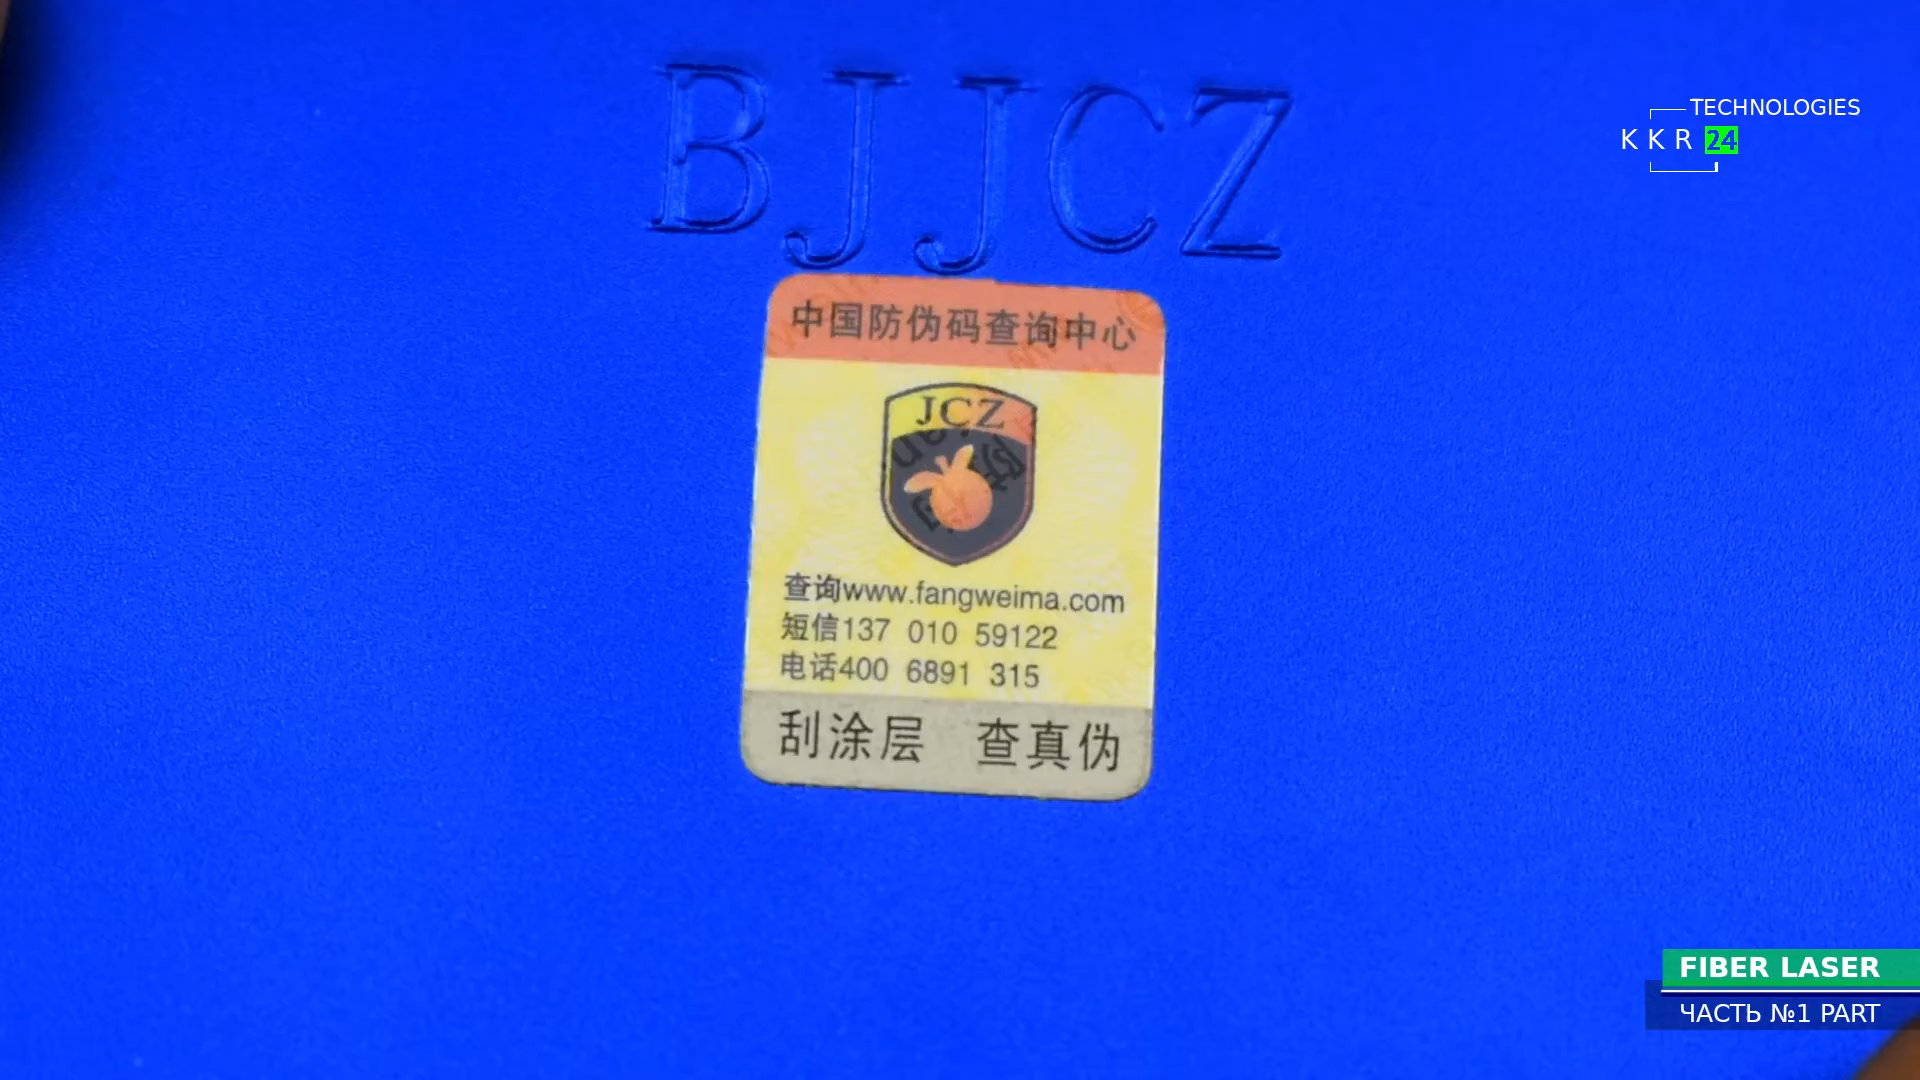 BJJCZ
TECHNOLOGIES
KKR 24
中国防伪码查询中心
JCZ
查询www.fangweima.com
短信137 010 59122
电话400 6891 315
刮涂层 查真伪
FIBER LASER
ЧАСТЬ №1 PART